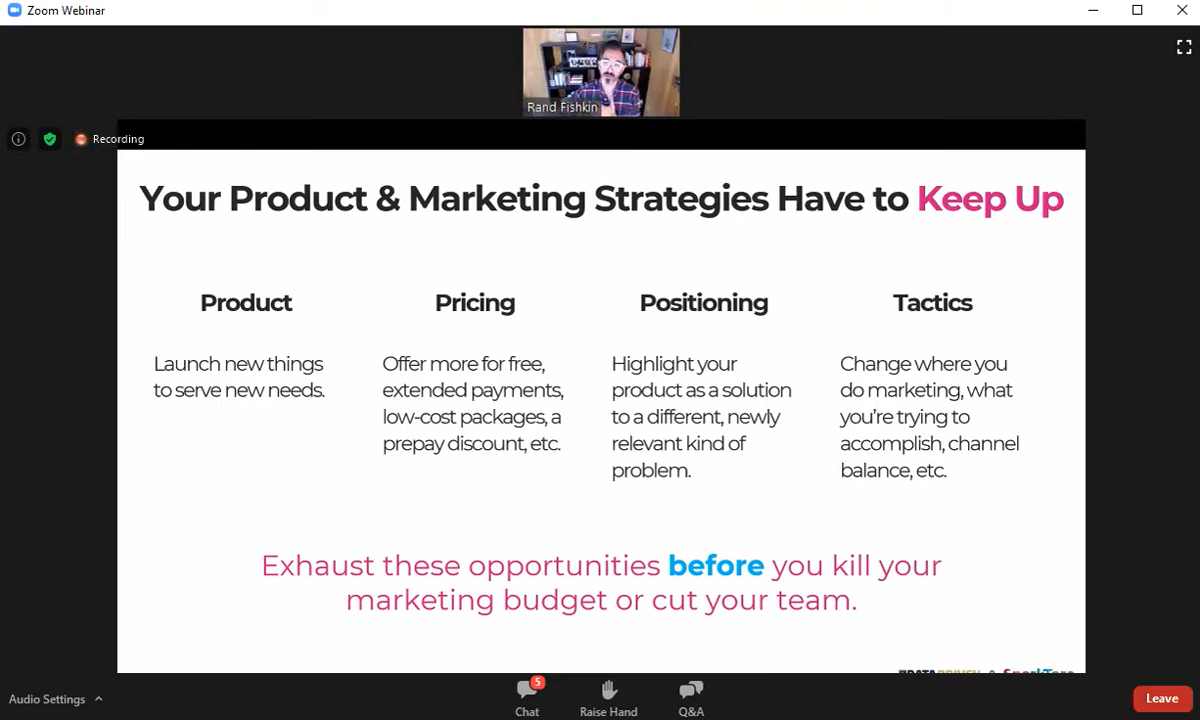 Zoom Webinar
Rand Fishkin
Recording
Your Product & Marketing Strategies Have to Keep Up
Product
Launch new things
to serve new needs.
Pricing
Offer more for free,
extended payments,
low-cost packages, a
prepay discount, etc.
Positioning
Highlight your
product as a solution
to a different, newly
relevant kind of
problem.
Tactics
Change where you
do marketing, what
you're trying to
accomplish, channel
balance, etc.
Exhaust these opportunities before you kill your
marketing budget or cut your team.
Audio Settings
5
Chat
Raise Hand
Q&A
Leave